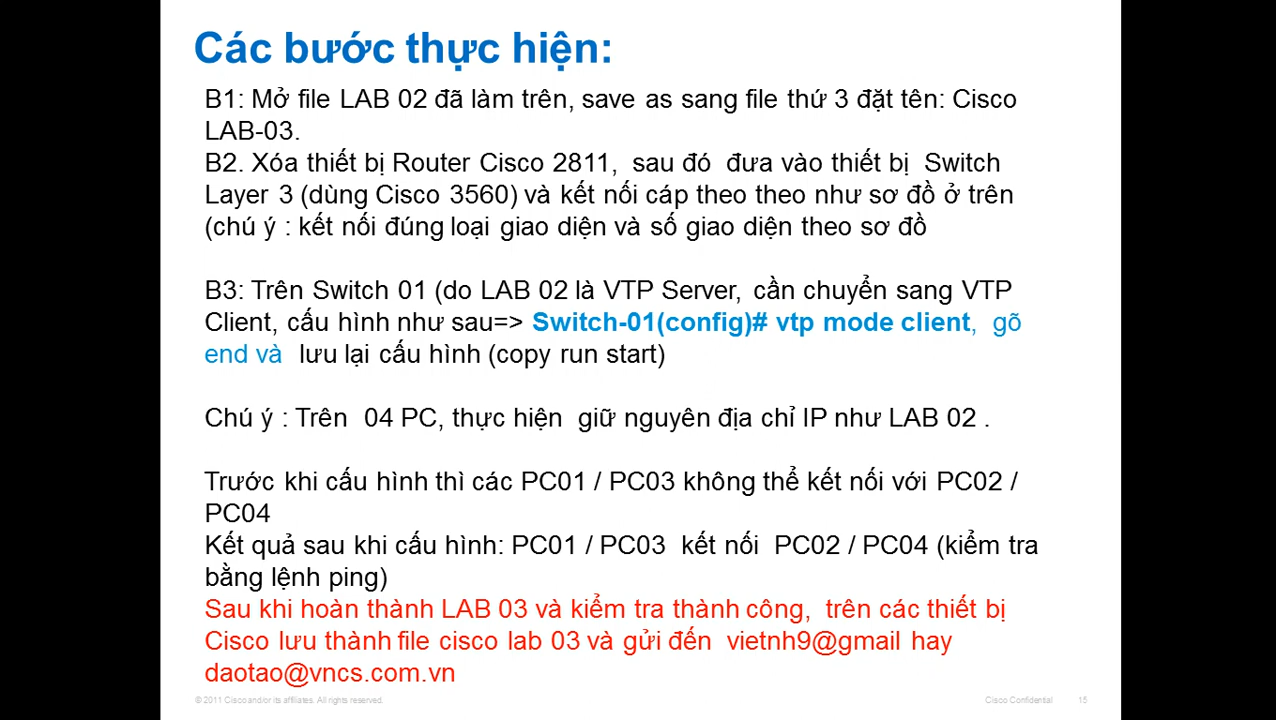 Các bước thực hiện:
B1: Mở file LAB 02 đã làm trên, save as sang file thứ 3 đặt tên: Cisco
LAB-03.
B2. Xóa thiết bị Router Cisco 2811, sau đó đưa vào thiết bị Switch
Layer 3 (dùng Cisco 3560) và kết nối cáp theo theo như sơ đồ ở trên
(chú ý : kết nối đúng loại giao diện và số giao diện theo sơ đồ
B3: Trên Switch 01 (do LAB 02 là VTP Server, cần chuyển sang VTP
Client, cấu hình như sau=> Switch-01(config)# vtp mode client, gõ
end và lưu lại cấu hình (copy run start)
Chú ý : Trên 04 PC, thực hiện giữ nguyên địa chỉ IP như LAB 02 .
Trước khi cấu hình thì các PC01 / PC03 không thể kết nối với PC02 /
PC04
Kết quả sau khi cấu hình: PC01 / PC03 kết nối PC02 / PC04 (kiểm tra
bằng lệnh ping)
Sau khi hoàn thành LAB 03 và kiểm tra thành công, trên các thiết bị
Cisco lưu thành file cisco lab 03 và gửi đến vietnh9@gmail hay
daotao@vncs.com.vn
© 2011 Cisco and/or its affiliates. All rights reserved. Cisco Confidential 15